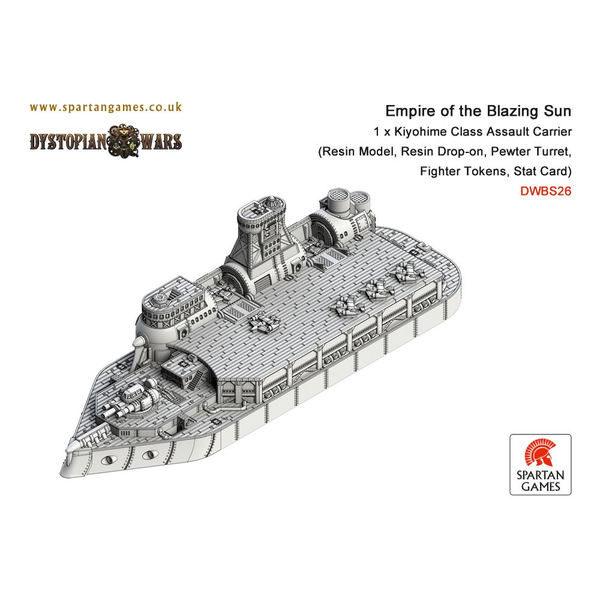 www.spartangames.co.uk
DYSTOPIAN WARS
Empire of the Blazing Sun
1 x Kiyohime Class Assault Carrier
(Resin Model, Resin Drop-on, Pewter Turret,
Fighter Tokens, Stat Card)
DWBS26
SPARTAN
GAMES